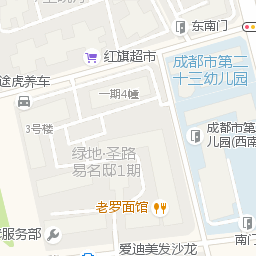 东南门
红旗超市
成都市第二
十三幼儿园
途虎养车
一期4幢
3号楼
成都市第
儿园(西南
绿地·圣路
易名邸1期
老罗面馆
服务部
南门
爱迪美发沙龙